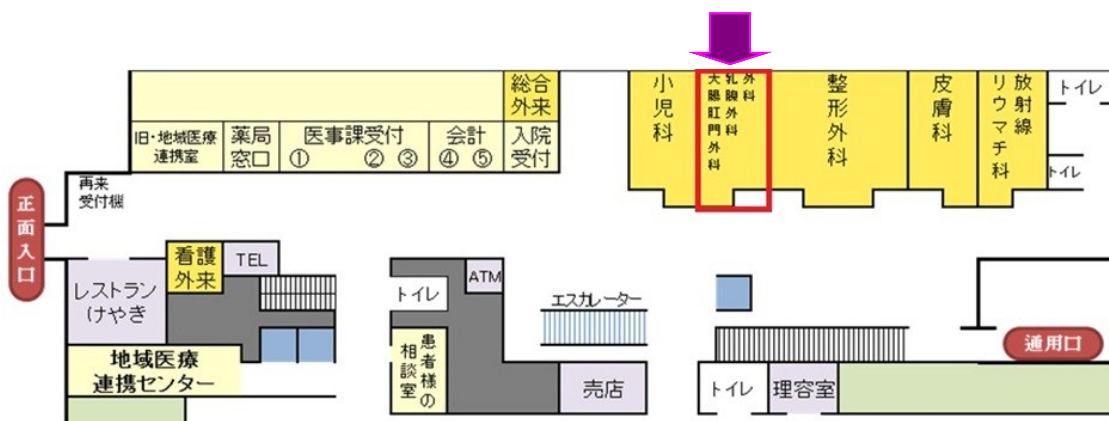 総合
外来
旧・地域医療
連携室
薬局
窓口
医事課受付
① ② ③
会計
④ ⑤
入院
受付
小児科
外科
乳腺外科
大腸肛門外科
整形外科
皮膚科
放射線
リウマチ科
トイレ
トイレ
再来
受付機
正面入口
看護
外来
TEL
レストラン
けやき
地域医療
連携センター
トイレ
ATM
患者様の
相談室
エスカレーター
売店
トイレ
理容室
通用口